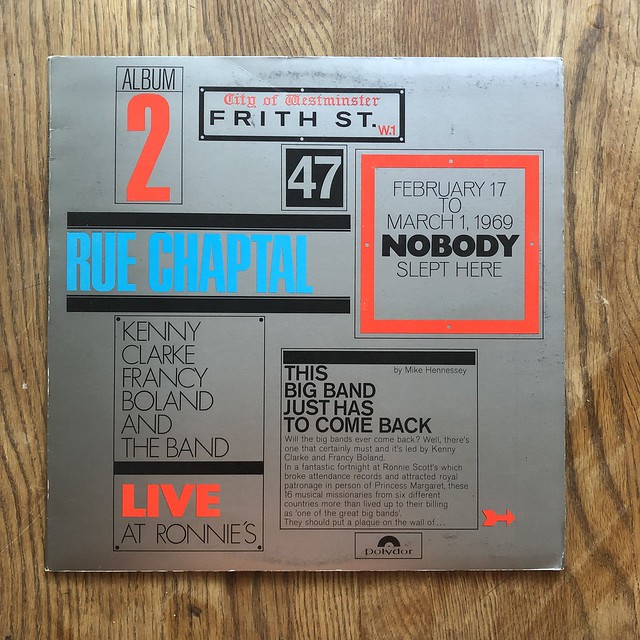 ALBUM
2
City of Westminster
FRITH ST. W.1
47
FEBRUARY 17
TO
MARCH 1, 1969
NOBODY
SLEPT HERE
RUE CHAPTAL
KENNY
CLARKE
FRANCY
BOLAND
AND
THE BAND
LIVE
AT RONNIE'S
THIS
BIG BAND
JUST HAS
TO COME BACK
by Mike Hennessey
Will the big bands ever come back? Well, there's
one that certainly must and it's led by Kenny
Clarke and Francy Boland.
In a fantastic fortnight at Ronnie Scott's which
broke attendance records and attracted royal
patronage in person of Princess Margaret, these
16 musical missionaries from six different
countries more than lived up to their billing
as 'one of the great big bands'.
They should put a plaque on the wall of...
polydor